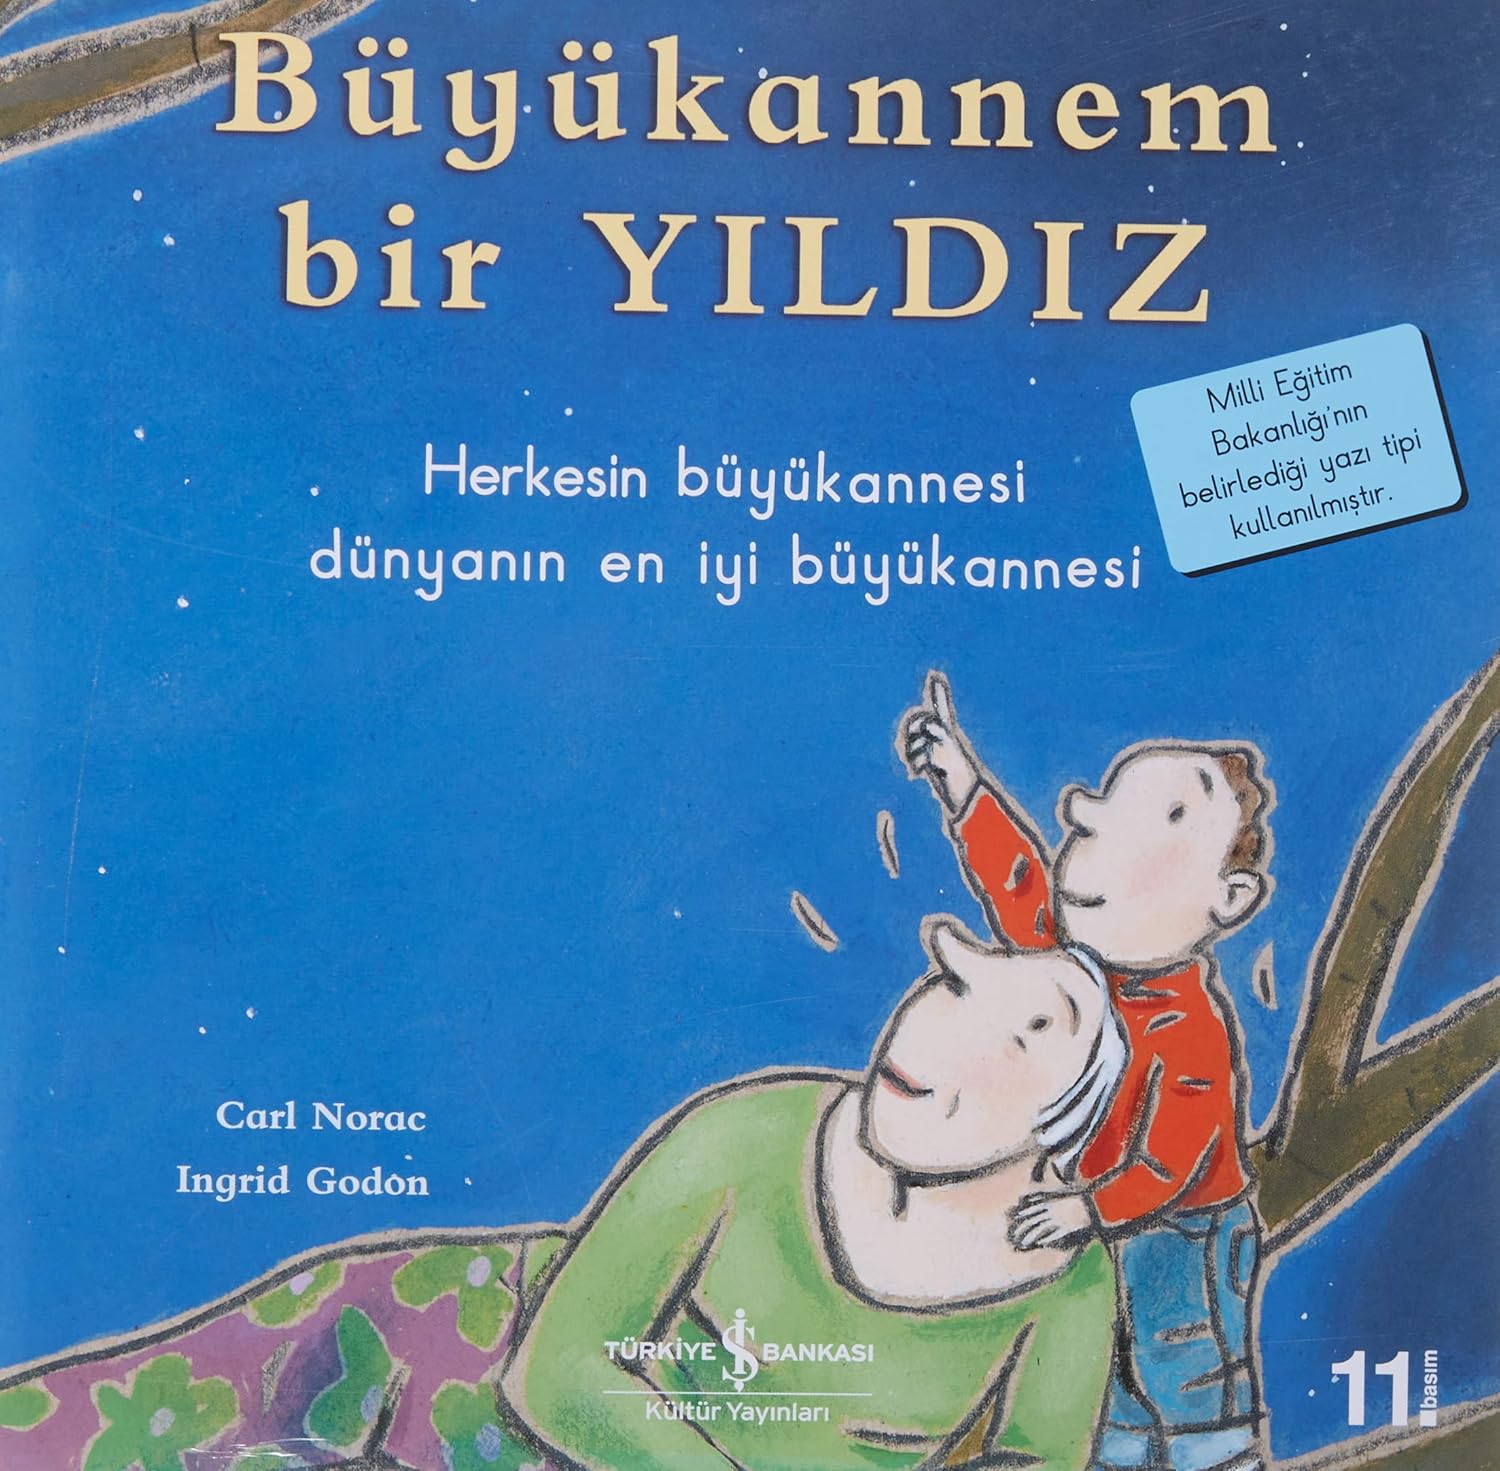 Büyükannem
bir YILDIZ
Milli Eğitim
Bakanlığı'nın
belirlediği yazı tipi
kullanılmıştır.
Herkesin büyükannesi
dünyanın en iyi büyükannesi
Carl Norac
Ingrid Godon
TÜRKİYE İŞ BANKASI
Kültür Yayınları
11.basım